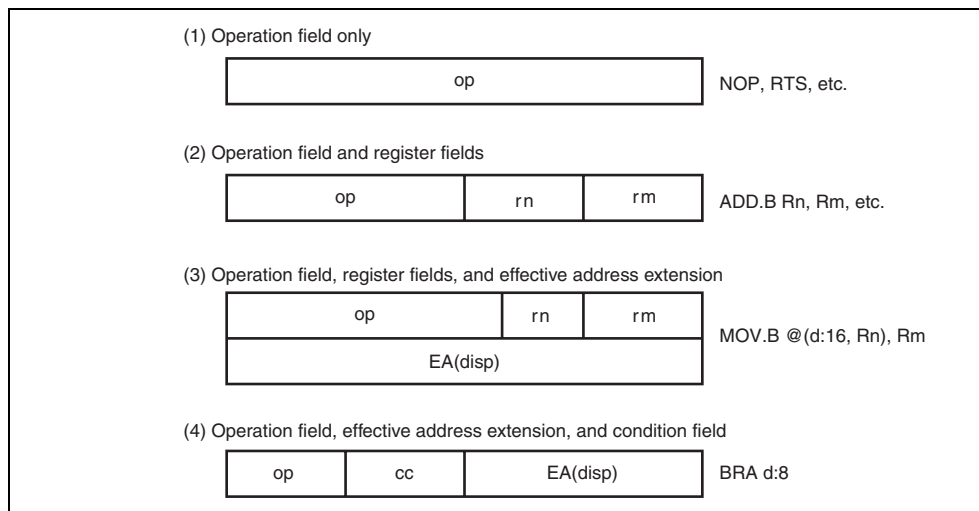 (1) Operation field only
op
NOP, RTS, etc.
(2) Operation field and register fields
op rn rm
ADD.B Rn, Rm, etc.
(3) Operation field, register fields, and effective address extension
op rn rm
MOV.B @(d:16, Rn), Rm
EA(disp)
(4) Operation field, effective address extension, and condition field
op cc EA(disp)
BRA d:8